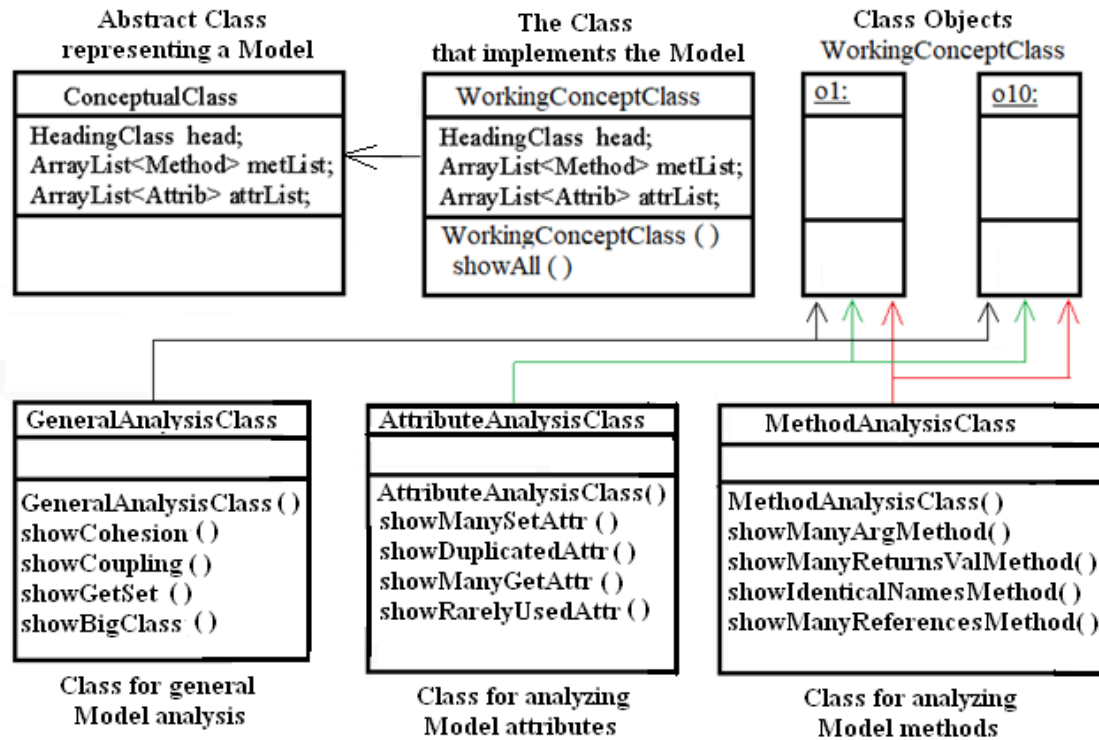 Abstract Class
representing a Model
The Class
that implements the Model
Class Objects
WorkingConceptClass
ConceptualClass
HeadingClass head;
ArrayList<Method> metList;
ArrayList<Attrib> attrList;
WorkingConceptClass
HeadingClass head;
ArrayList<Method> metList;
ArrayList<Attrib> attrList;
WorkingConceptClass ( )
showAll ( )
o1:
o10:
GeneralAnalysisClass
GeneralAnalysisClass ( )
showCohesion ( )
showCoupling ( )
showGetSet ( )
showBigClass ( )
Class for general
Model analysis
AttributeAnalysisClass
AttributeAnalysisClass()
showManySetAttr ( )
showDuplicatedAttr ( )
showManyGetAttr ( )
showRarelyUsedAttr ( )
Class for analyzing
Model attributes
MethodAnalysisClass
MethodAnalysisClass()
showManyArgMethod( )
showManyReturnsValMethod( )
showIdenticalNamesMethod( )
showManyReferencesMethod( )
Class for analyzing
Model methods